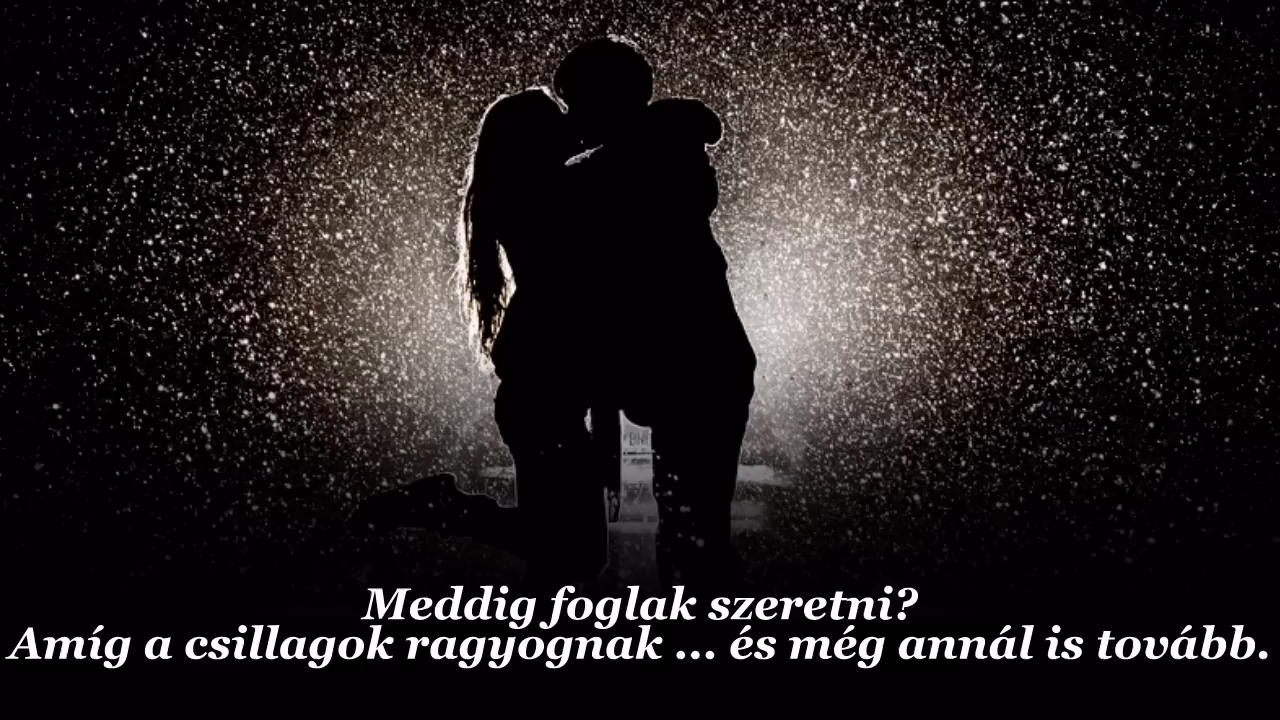 Meddig foglak szeretni?
Amíg a csillagok ragyognak ... és még annál is tovább.